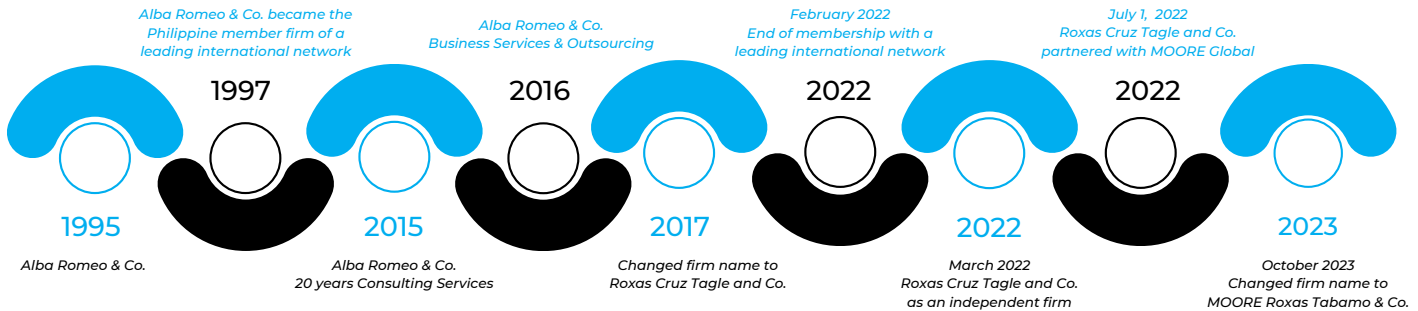 1995
Alba Romeo & Co.
Alba Romeo & Co. became the
Philippine member firm of a
leading international network
1997
2015
Alba Romeo & Co.
20 years Consulting Services
Alba Romeo & Co.
Business Services & Outsourcing
2016
2017
Changed firm name to
Roxas Cruz Tagle and Co.
February 2022
End of membership with a
leading international network
2022
2022
March 2022
Roxas Cruz Tagle and Co.
as an independent firm
July 1,  2022
Roxas Cruz Tagle and Co.
partnered with MOORE Global
2022
2023
October 2023
Changed firm name to
MOORE Roxas Tabamo & Co.